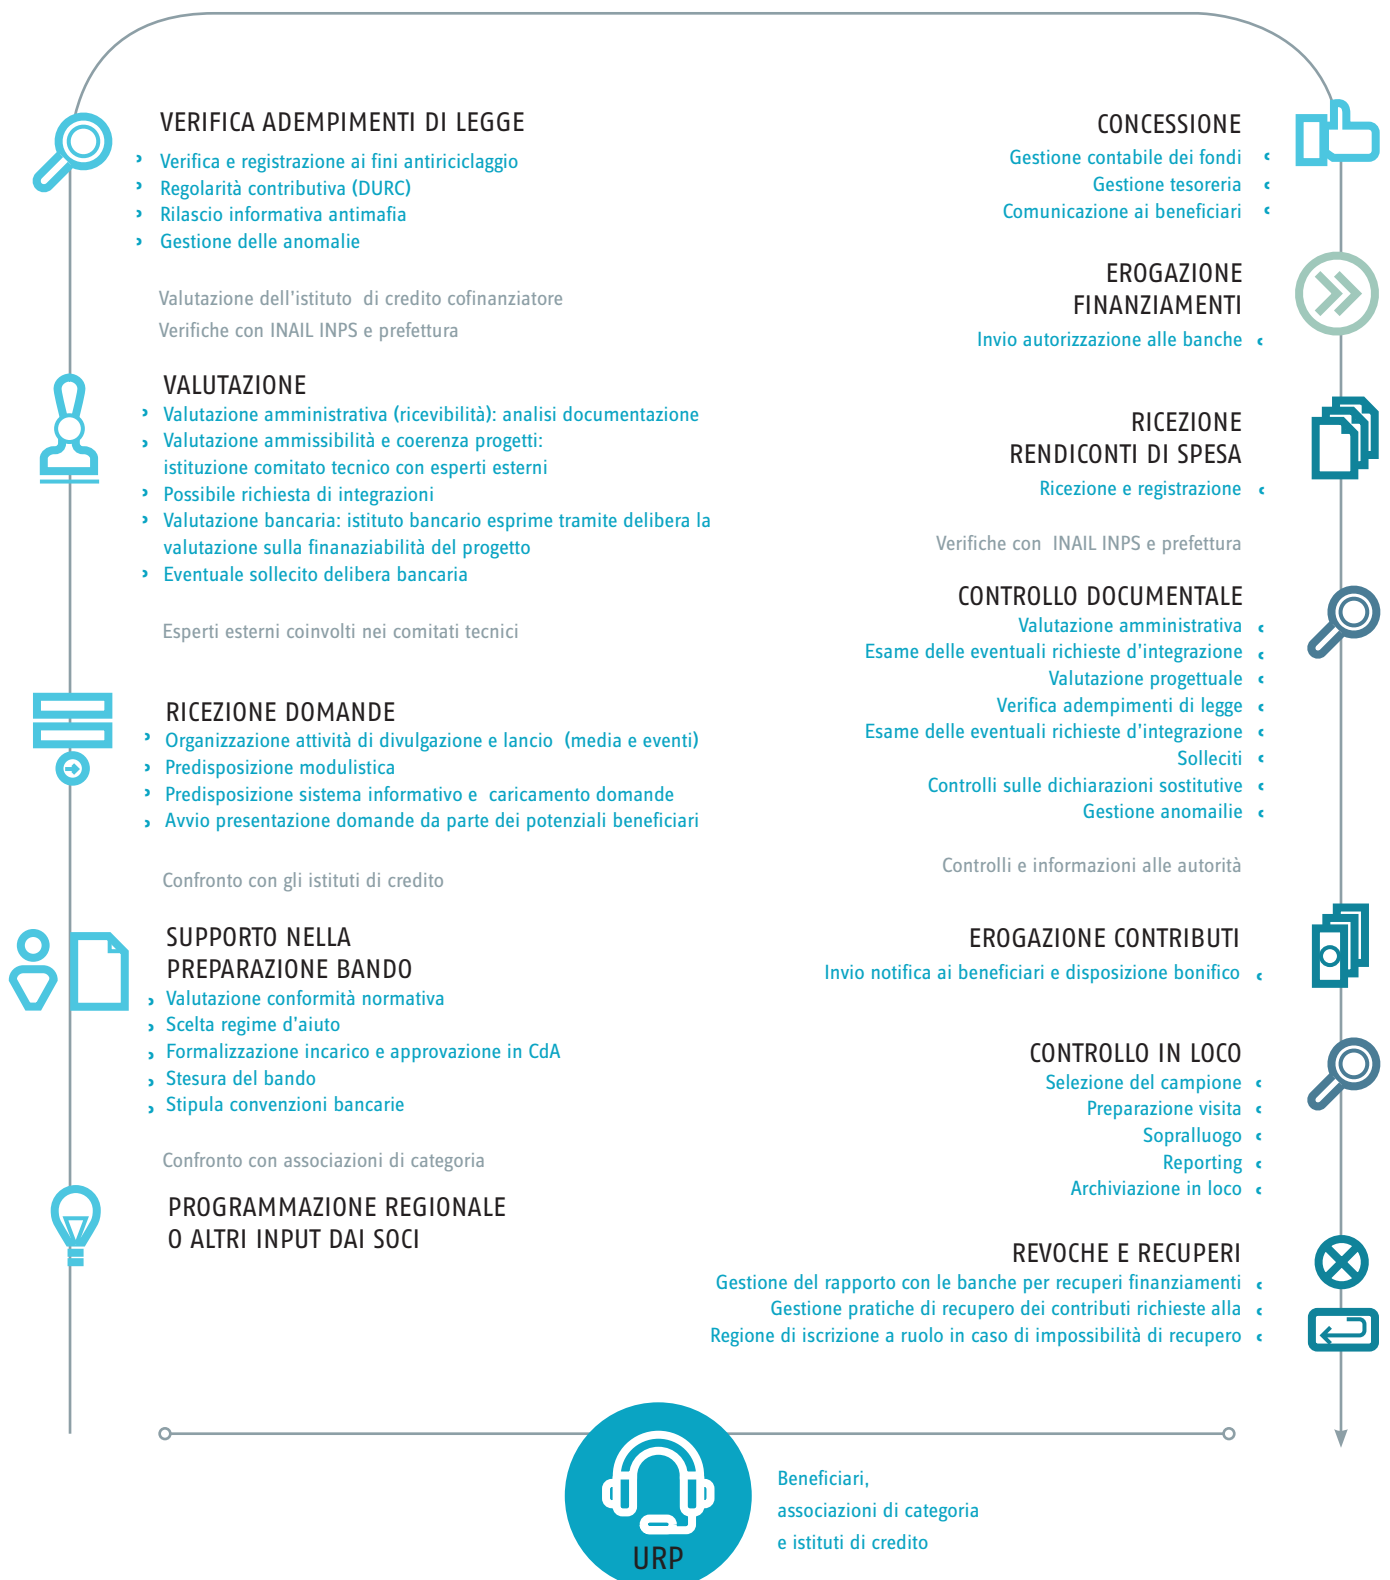 VERIFICA ADEMPIMENTI DI LEGGE
Verifica e registrazione ai fini antiriciclaggio
Regolarità contributiva (DURC)
Rilascio informativa antimafia
Gestione delle anomalie
Valutazione dell'istituto di credito cofinanziatore
Verifiche con INAIL INPS e prefettura
VALUTAZIONE
Valutazione amministrativa (ricevibilità): analisi documentazione
Valutazione ammissibilità e coerenza progetti:
istituzione comitato tecnico con esperti esterni
Possibile richiesta di integrazioni
Valutazione bancaria: istituto bancario esprime tramite delibera la
valutazione sulla finanaziabilità del progetto
Eventuale sollecito delibera bancaria
Esperti esterni coinvolti nei comitati tecnici
RICEZIONE DOMANDE
Organizzazione attività di divulgazione e lancio (media e eventi)
Predisposizione modulistica
Predisposizione sistema informativo e caricamento domande
Avvio presentazione domande da parte dei potenziali beneficiari
Confronto con gli istituti di credito
SUPPORTO NELLA
PREPARAZIONE BANDO
Valutazione conformità normativa
Scelta regime d'aiuto
Formalizzazione incarico e approvazione in CdA
Stesura del bando
Stipula convenzioni bancarie
Confronto con associazioni di categoria
PROGRAMMAZIONE REGIONALE
O ALTRI INPUT DAI SOCI
CONCESSIONE
Gestione contabile dei fondi
Gestione tesoreria
Comunicazione ai beneficiari
EROGAZIONE
FINANZIAMENTI
Invio autorizzazione alle banche
RICEZIONE
RENDICONTI DI SPESA
Ricezione e registrazione
Verifiche con INAIL INPS e prefettura
CONTROLLO DOCUMENTALE
Valutazione amministrativa
Esame delle eventuali richieste d'integrazione
Valutazione progettuale
Verifica adempimenti di legge
Esame delle eventuali richieste d'integrazione
Solleciti
Controlli sulle dichiarazioni sostitutive
Gestione anomailie
Controlli e informazioni alle autorità
EROGAZIONE CONTRIBUTI
Invio notifica ai beneficiari e disposizione bonifico
CONTROLLO IN LOCO
Selezione del campione
Preparazione visita
Sopralluogo
Reporting
Archiviazione in loco
REVOCHE E RECUPERI
Gestione del rapporto con le banche per recuperi finanziamenti
Gestione pratiche di recupero dei contributi richieste alla
Regione di iscrizione a ruolo in caso di impossibilità di recupero
URP
Beneficiari,
associazioni di categoria
e istituti di credito